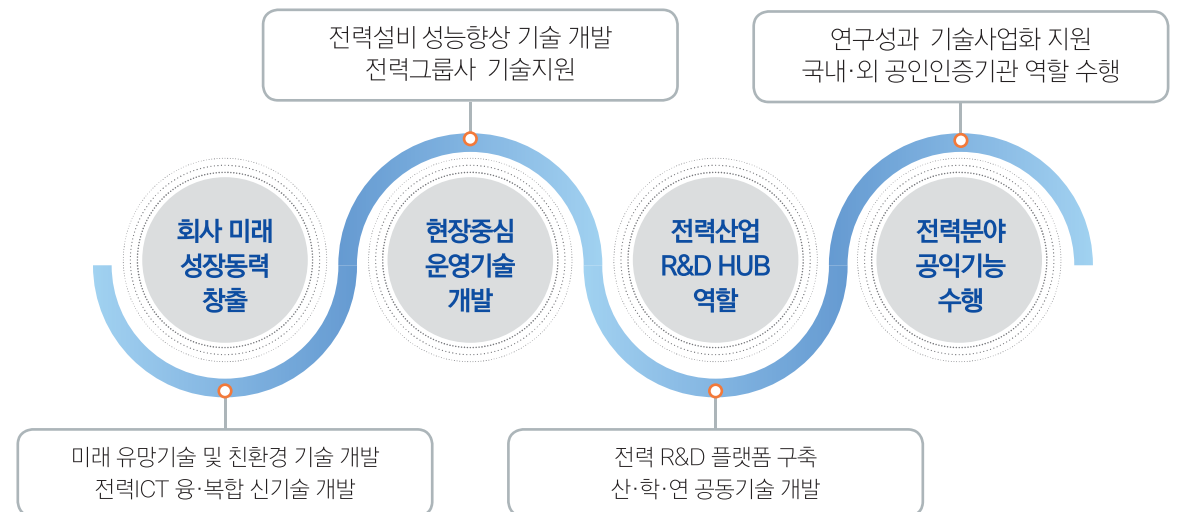 전력설비 성능향상 기술 개발
전력그룹사 기술지원
연구성과 기술사업화 지원
국내·외 공인인증기관 역할 수행
회사 미래
성장동력
창출
현장중심
운영기술
개발
전력산업
R&D HUB
역할
전력분야
공익기능
수행
미래 유망기술 및 친환경 기술 개발
전력ICT 융·복합 신기술 개발
전력 R&D 플랫폼 구축
산·학·연 공동기술 개발